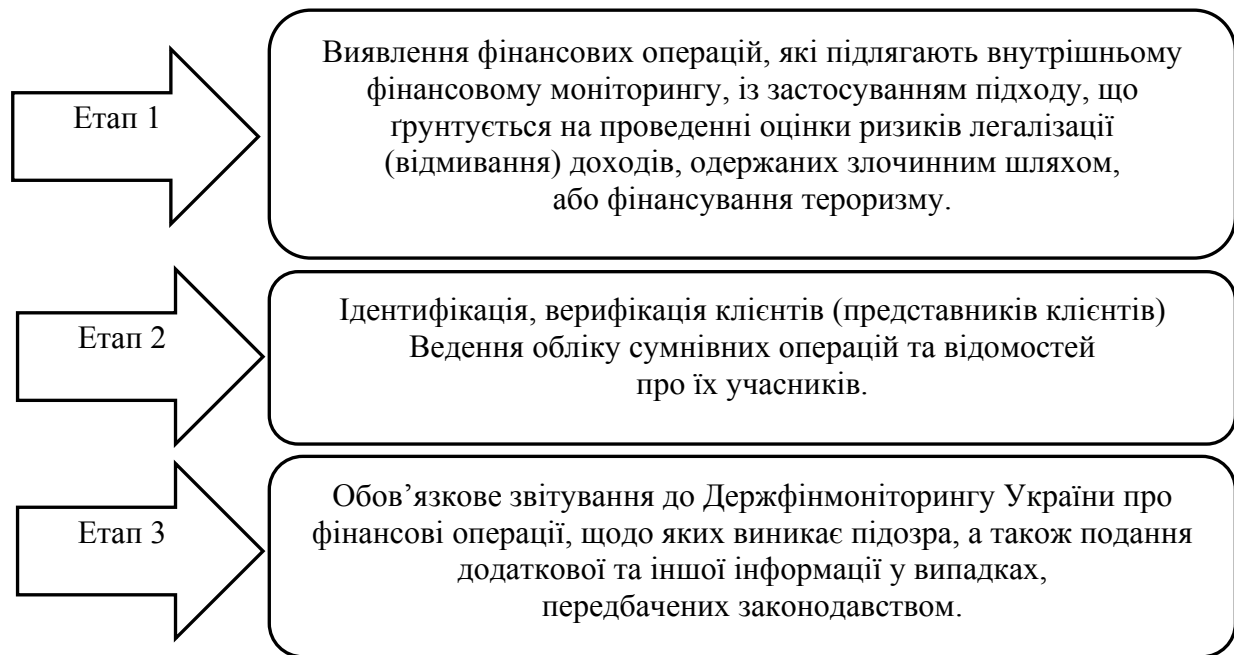 Етап 1
Виявлення фінансових операцій, які підлягають внутрішньому
фінансовому моніторингу, із застосуванням підходу, що
ґрунтується на проведенні оцінки ризиків легалізації
(відмивання) доходів, одержаних злочинним шляхом,
або фінансування тероризму.
Етап 2
Ідентифікація, верифікація клієнтів (представників клієнтів)
Ведення обліку сумнівних операцій та відомостей
про їх учасників.
Етап 3
Обов’язкове звітування до Держфінмоніторингу України про
фінансові операції, щодо яких виникає підозра, а також подання
додаткової та іншої інформації у випадках,
передбачених законодавством.